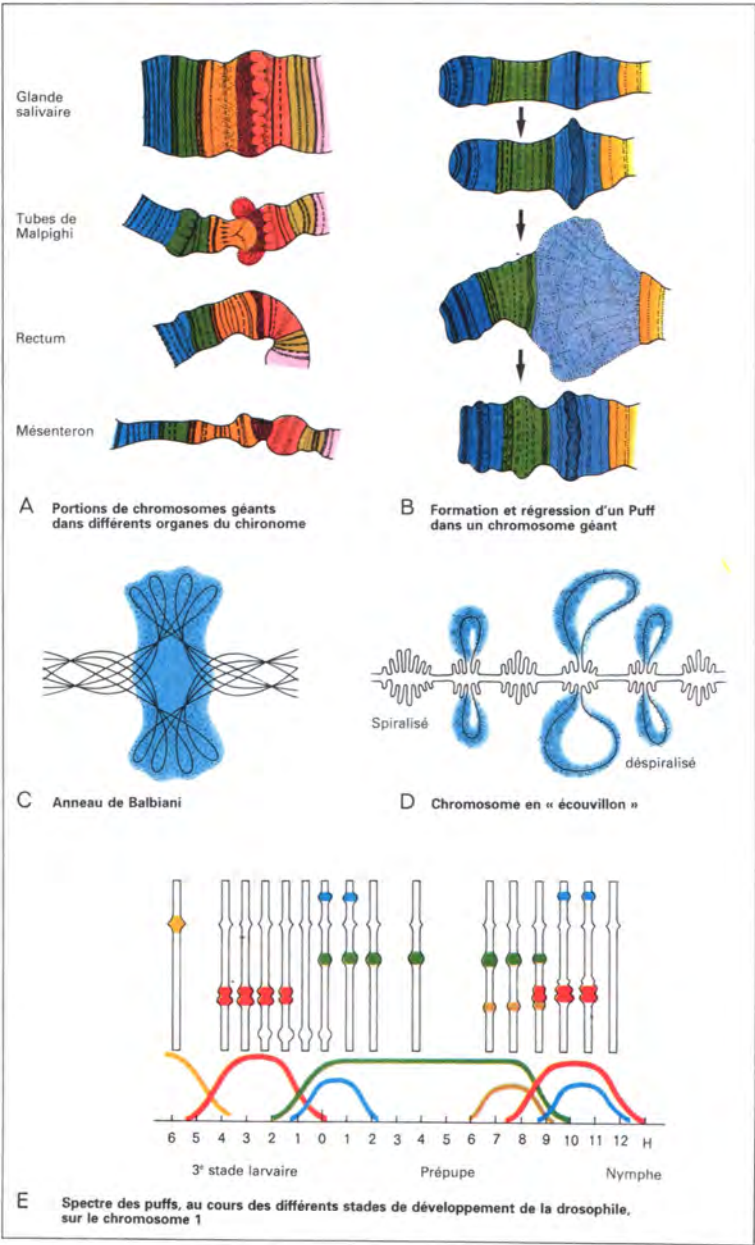 Glande
salivaire
Tubes de
Malpighi
Rectum
Mésenteron
A Portions de chromosomes géants
dans différents organes du chironome
B Formation et régression d'un Puff
dans un chromosome géant
Spiralisé
déspiralisé
C Anneau de Balbiani
D Chromosome en « écouvillon »
6 5 4 3 2 1 0 1 2 3 4 5 6 7 8 9 10 11 12 H
3e stade larvaire Prépupe Nymphe
E Spectre des puffs, au cours des différents stades de développement de la drosophile,
sur le chromosome 1